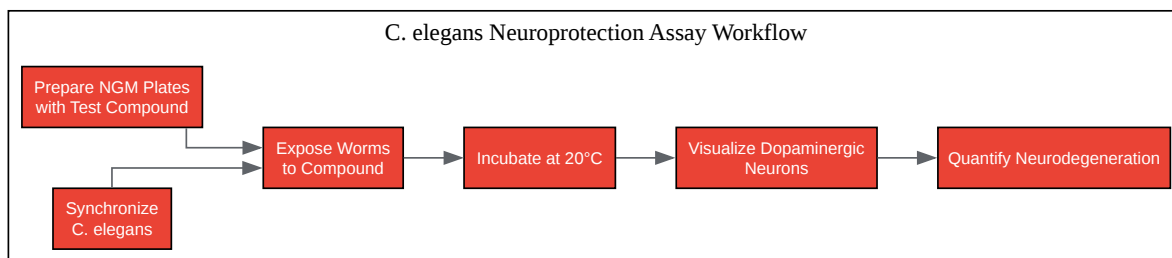 C. elegans Neuroprotection Assay Workflow
Prepare NGM Plates
with Test Compound
Synchronize
C. elegans
Expose Worms
to Compound
Incubate at 20°C
Visualize Dopaminergic
Neurons
Quantify Neurodegeneration